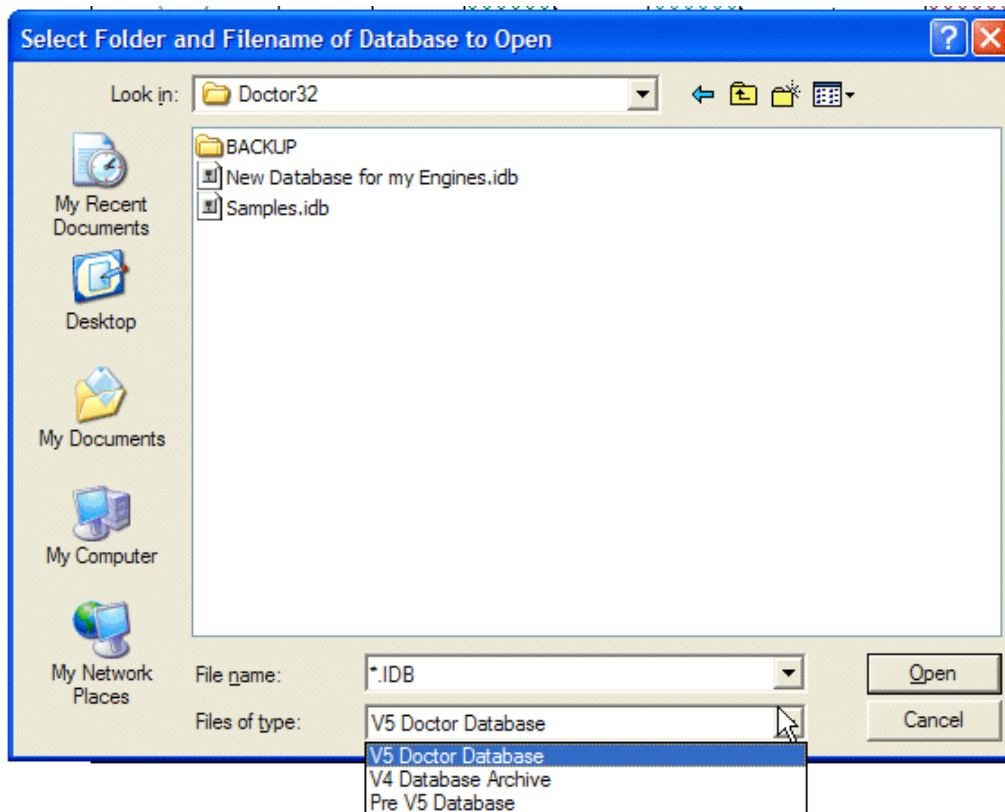 Select Folder and Filename of Database to Open
Look in:
Doctor32
BACKUP
New Database for my Engines.idb
Samples.idb
My Recent
Documents
Desktop
My Documents
My Computer
My Network
Places
File name:
*.IDB
Open
Files of type:
V5 Doctor Database
Cancel
V5 Doctor Database
V4 Database Archive
Pre V5 Database